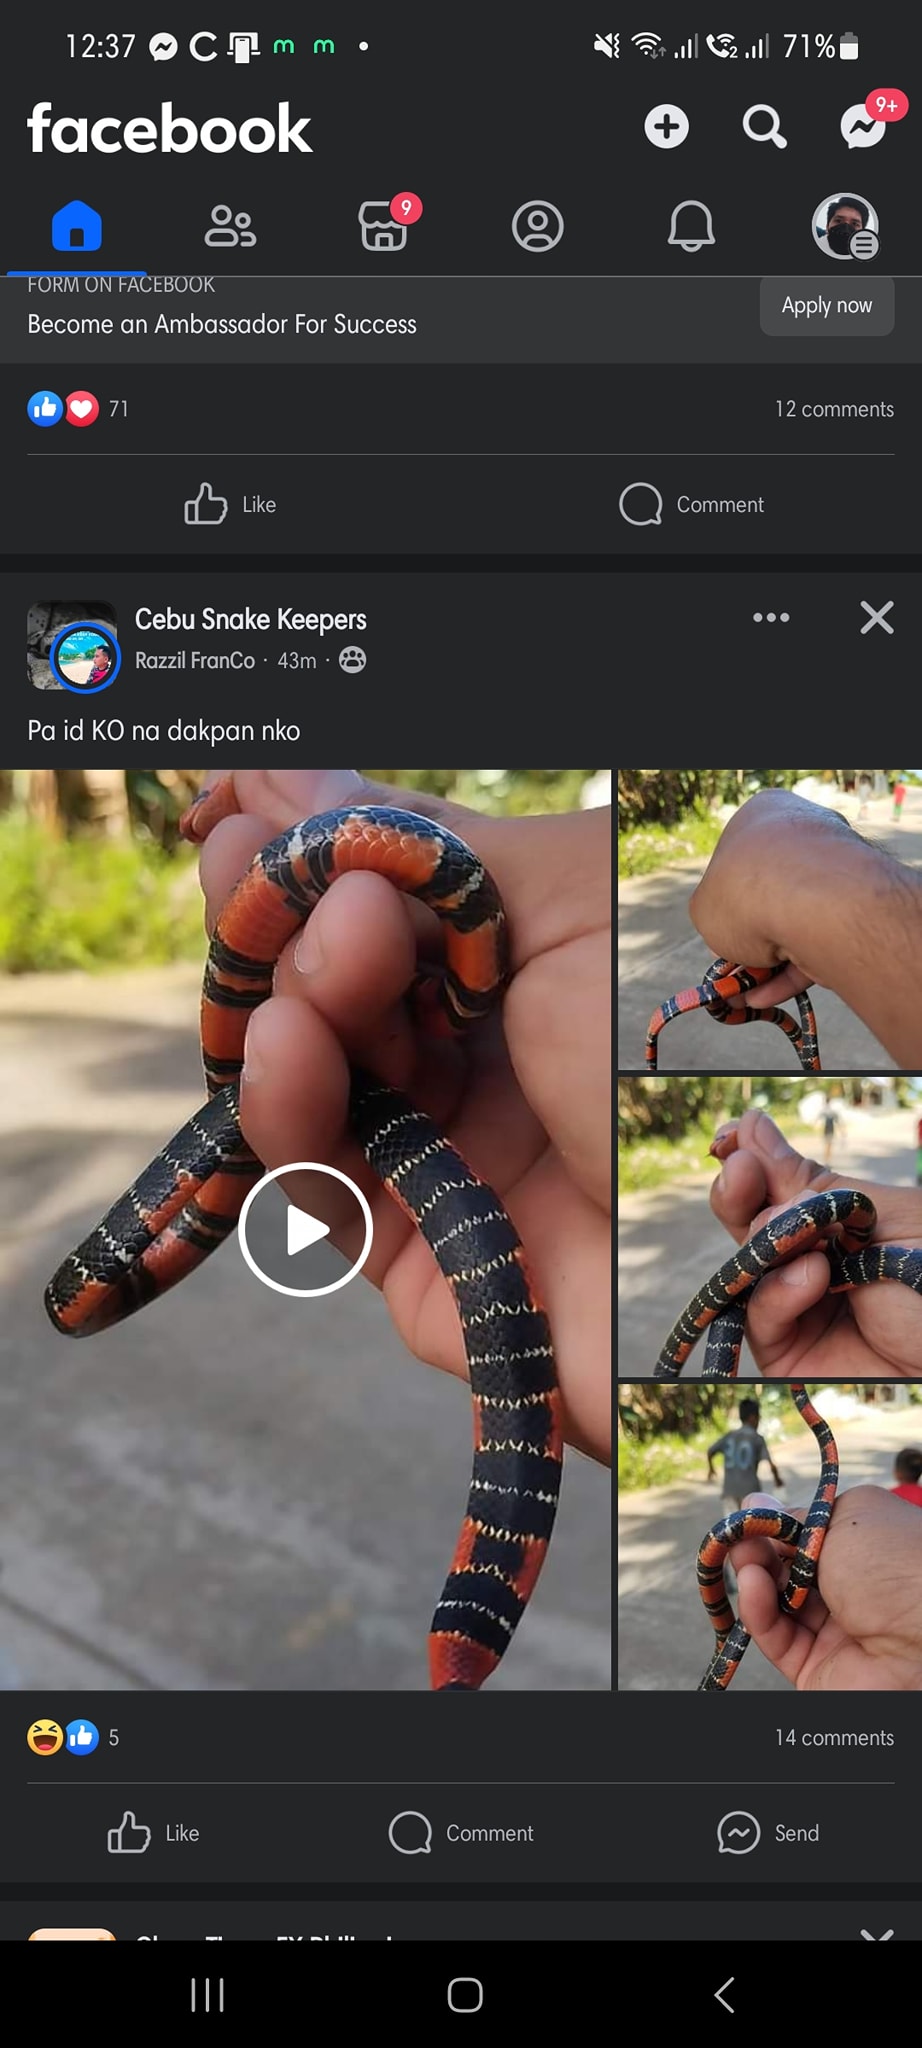 12:37 71%
facebook
9+
9
FORM ON FACEBOOK
Become an Ambassador For Success
Apply now
71
12 comments
Like
Comment
Cebu Snake Keepers
Razzil FranCo · 43m ·
Pa id KO na dakpan nko
5
14 comments
Like
Comment
Send